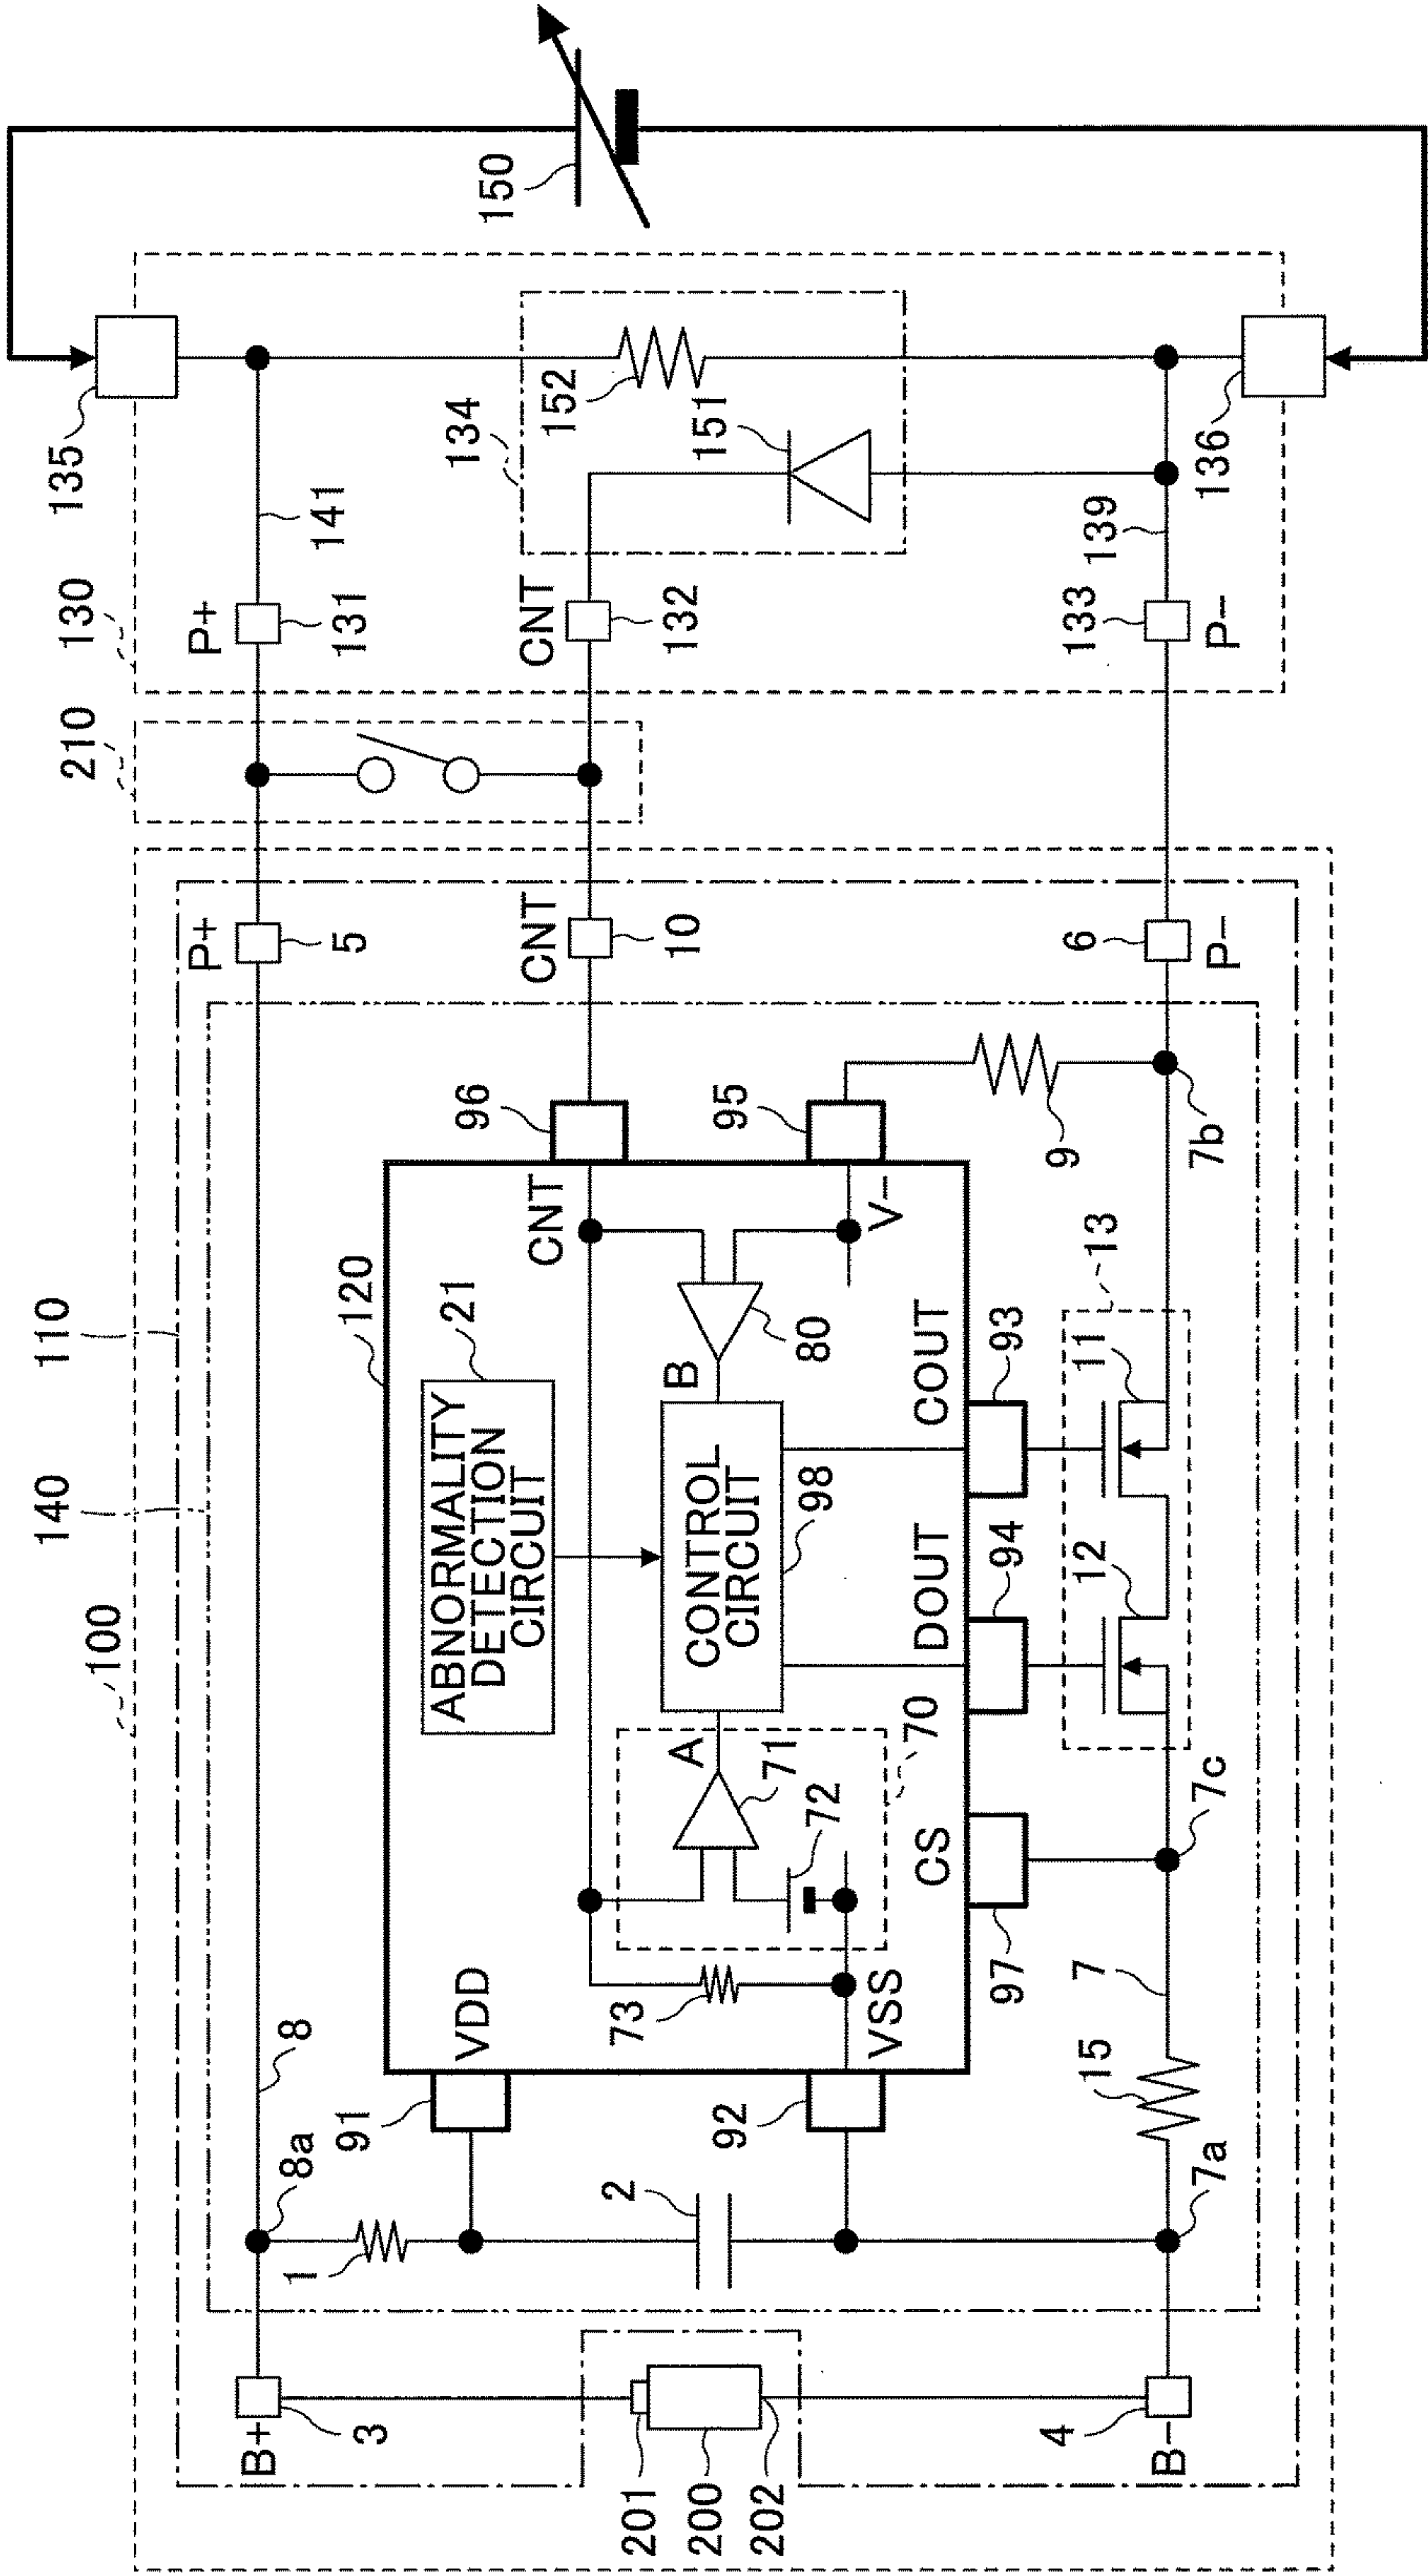 100
110
140
130
210
135
P+
5
P+
131
141
B+
3
8a
8
1
91
VDD
120
ABNORMALITY
DETECTION
CIRCUIT
21
CNT
96
CNT
10
CNT
132
134
152
151
150
201
200
202
2
92
73
VSS
72
71
A
70
CONTROL
CIRCUIT
98
B
80
V-
95
CS
97
DOUT
94
COUT
93
13
12
11
9
B-
4
7a
15
7
7c
7b
6
P-
133
P-
139
136